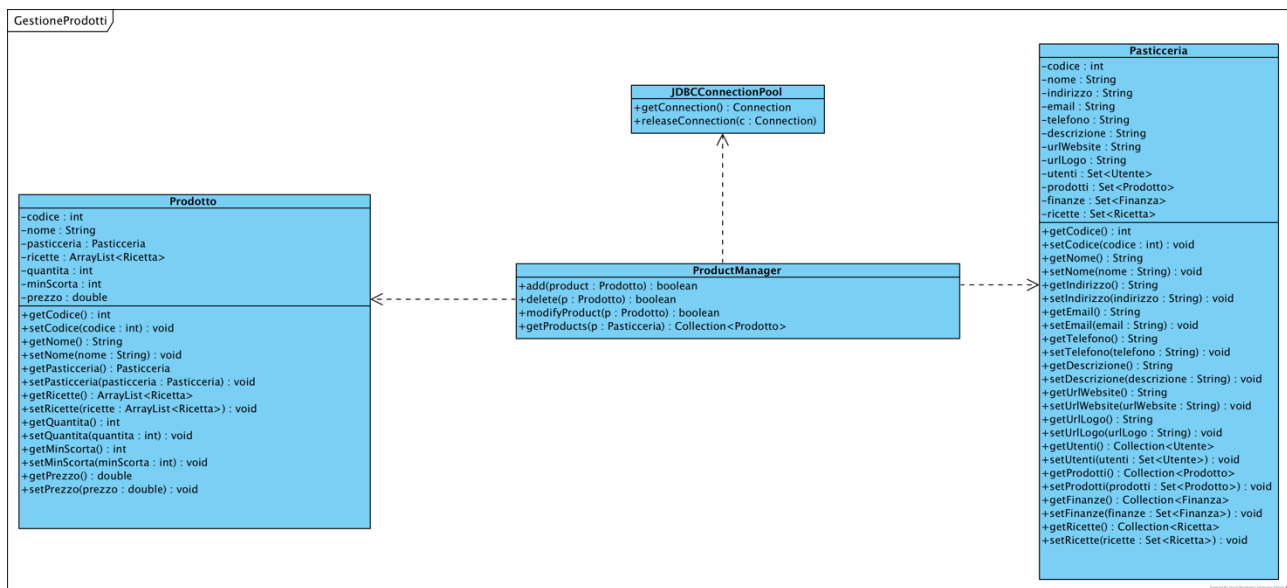 GestioneProdotti
Pasticceria
-codice : int
-nome : String
-indirizzo : String
-email : String
-telefono : String
-descrizione : String
-urlWebsite : String
-urlLogo : String
-utenti : Set<Utente>
-prodotti : Set<Prodotto>
-finanze : Set<Finanza>
-ricette : Set<Ricetta>
+getCodice() : int
+setCodice(codice : int) : void
+getNome() : String
+setNome(nome : String) : void
+getIndirizzo() : String
+setIndirizzo(indirizzo : String) : void
+getEmail() : String
+setEmail(email : String) : void
+getTelefono() : String
+setTelefono(telefono : String) : void
+getDescrizione() : String
+setDescrizione(descrizione : String) : void
+getUrlWebsite() : String
+setUrlWebsite(urlWebsite : String) : void
+getUrlLogo() : String
+setUrlLogo(urlLogo : String) : void
+getUtenti() : Collection<Utente>
+setUtenti(utenti : Set<Utente>) : void
+getProdotti() : Collection<Prodotto>
+setProdotti(prodotti : Set<Prodotto>) : void
+getFinanze() : Collection<Finanza>
+setFinanze(finanze : Set<Finanza>) : void
+getRicette() : Collection<Ricetta>
+setRicette(ricette : Set<Ricetta>) : void
JDBCConnectionPool
+getConnection() : Connection
+releaseConnection(c : Connection)
Prodotto
-codice : int
-nome : String
-pasticceria : Pasticceria
-ricette : ArrayList<Ricetta>
-quantita : int
-minScorta : int
-prezzo : double
+getCodice() : int
+setCodice(codice : int) : void
+getNome() : String
+setNome(nome : String) : void
+getPasticceria() : Pasticceria
+setPasticceria(pasticceria : Pasticceria) : void
+getRicette() : ArrayList<Ricetta>
+setRicette(ricette : ArrayList<Ricetta>) : void
+getQuantita() : int
+setQuantita(quantita : int) : void
+getMinScorta() : int
+setMinScorta(minScorta : int) : void
+getPrezzo() : double
+setPrezzo(prezzo : double) : void
ProductManager
+add(product : Prodotto) : boolean
+delete(p : Prodotto) : boolean
+modifyProduct(p : Prodotto) : boolean
+getProducts(p : Pasticceria) : Collection<Prodotto>